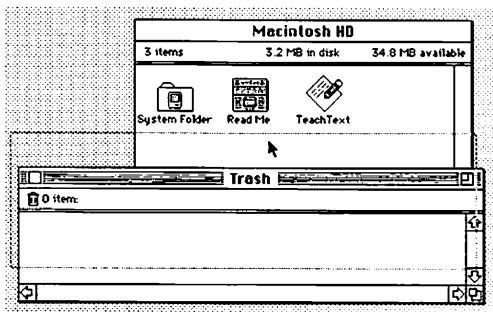 Macintosh HD
3 items 3.2 MB in disk 34.8 MB available
System Folder Read Me TeachText
Trash
0 item: